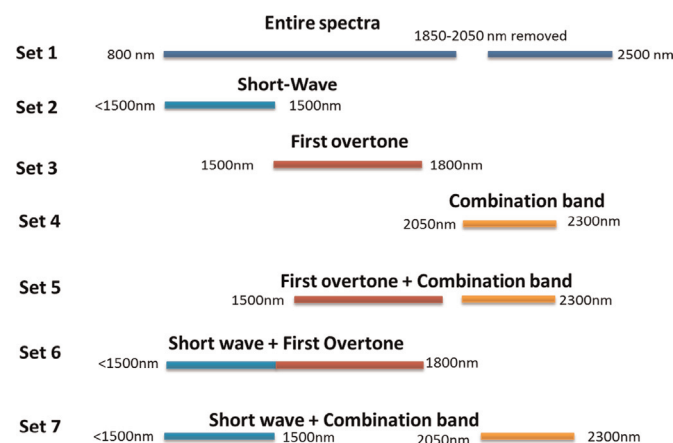 Entire spectra
1850-2050 nm removed
Set 1 800 nm 2500 nm
Short-Wave
Set 2 <1500nm 1500nm
First overtone
Set 3 1500nm 1800nm
Combination band
Set 4 2050nm 2300nm
First overtone + Combination band
Set 5 1500nm 2300nm
Short wave + First Overtone
Set 6 <1500nm 1800nm
Short wave + Combination band
Set 7 <1500nm 1500nm 2050nm 2300nm